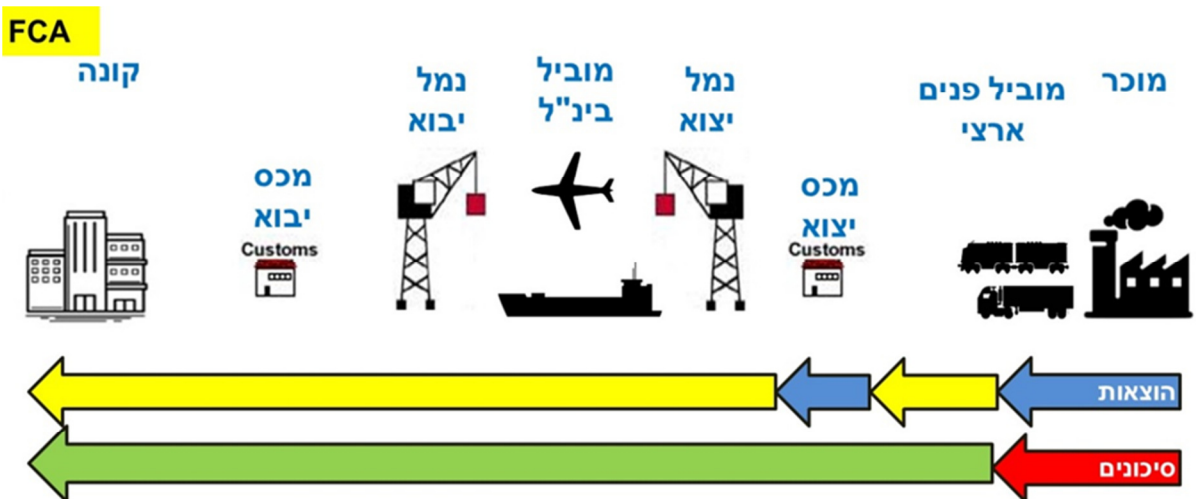 FCA
מוכר
מוביל פנים
ארצי
נמל
יצוא
מוביל
בינ"ל
נמל
יבוא
קונה
מכס
יצוא
Customs
מכס
יבוא
Customs
הוצאות
סיכונים